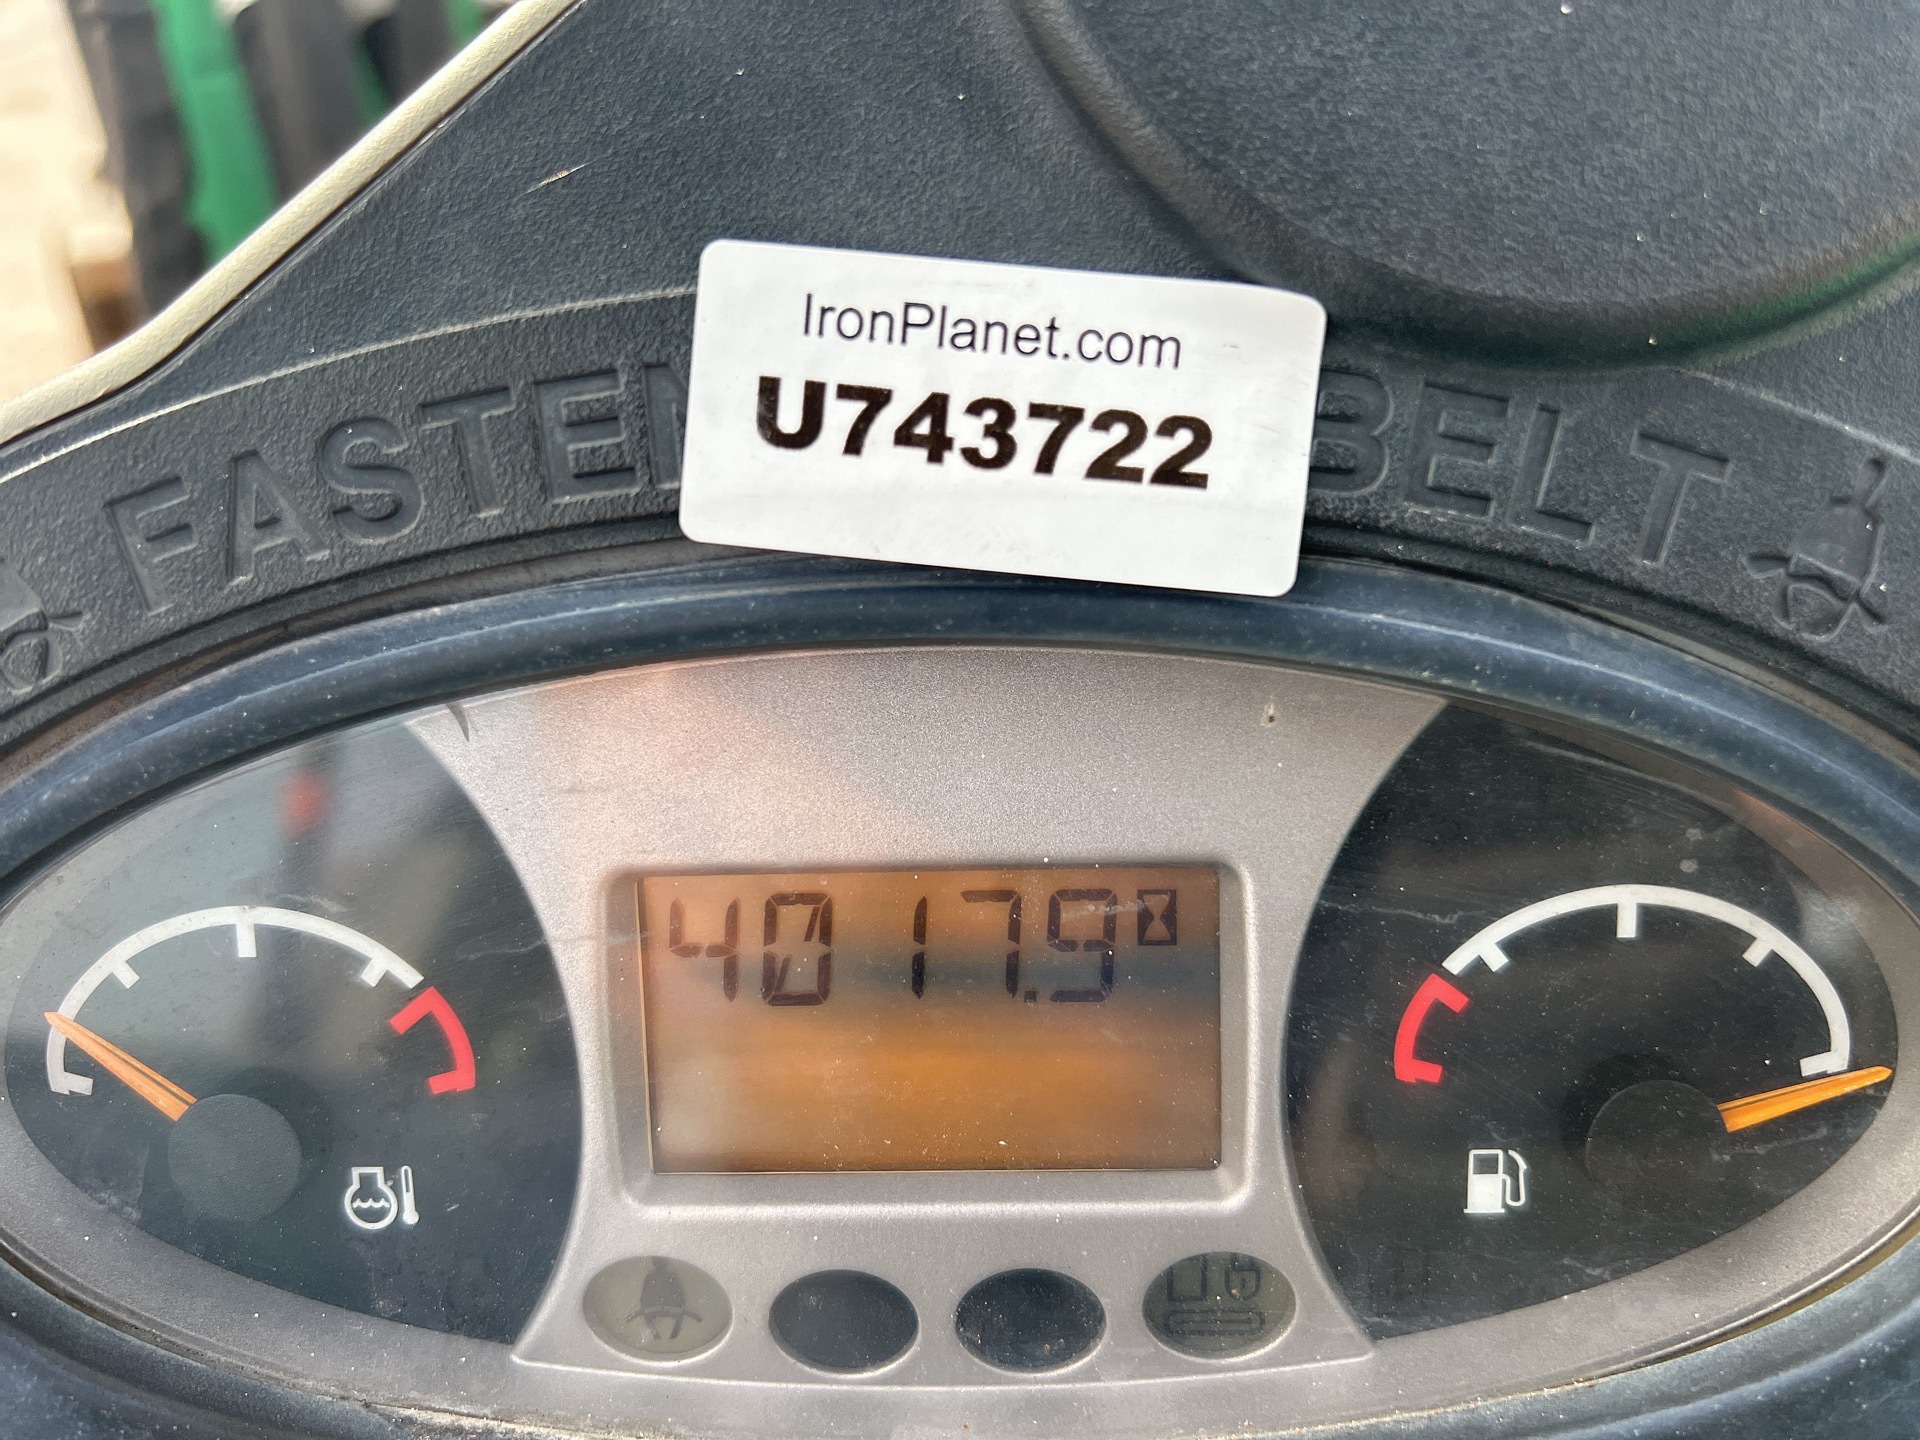 IronPlanet.com
U743722
FASTEN BELT
4017.9